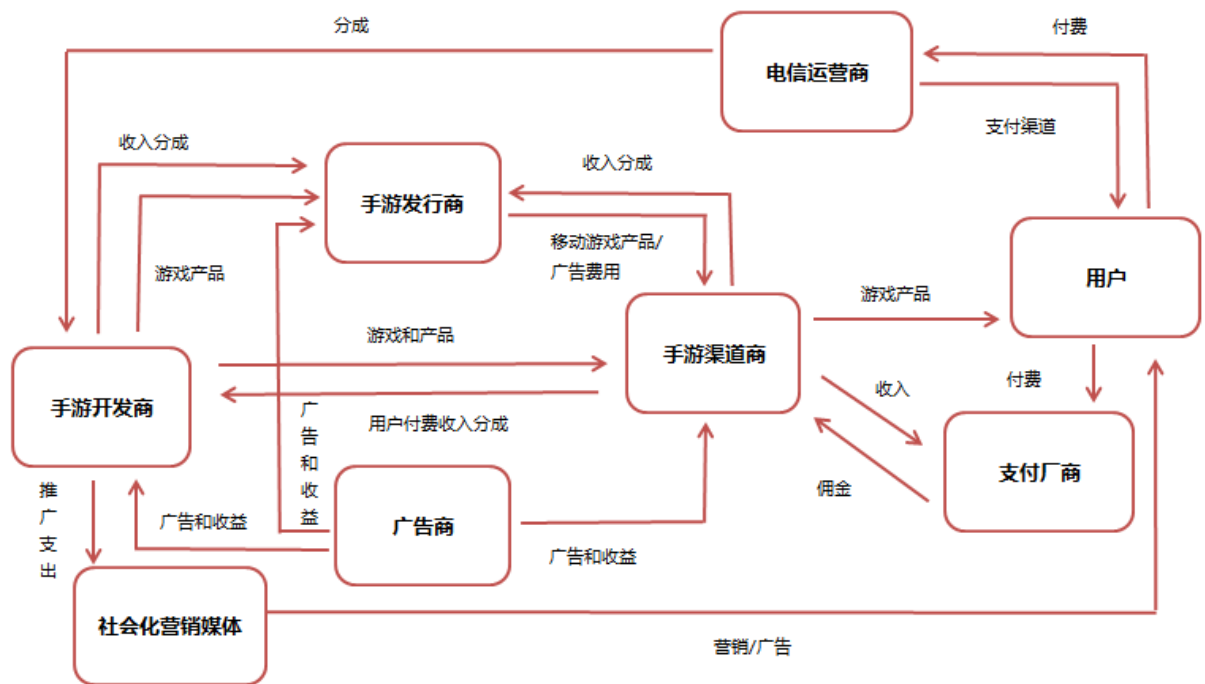 分成
付费
电信运营商
支付渠道
收入分成
收入分成
手游发行商
移动游戏产品/
广告费用
游戏产品
用户
游戏产品
游戏和产品
手游渠道商
付费
收入
手游开发商
用户付费收入分成
广告和收益
支付厂商
佣金
推广支出
广告和收益
广告商
广告和收益
社会化营销媒体
营销/广告